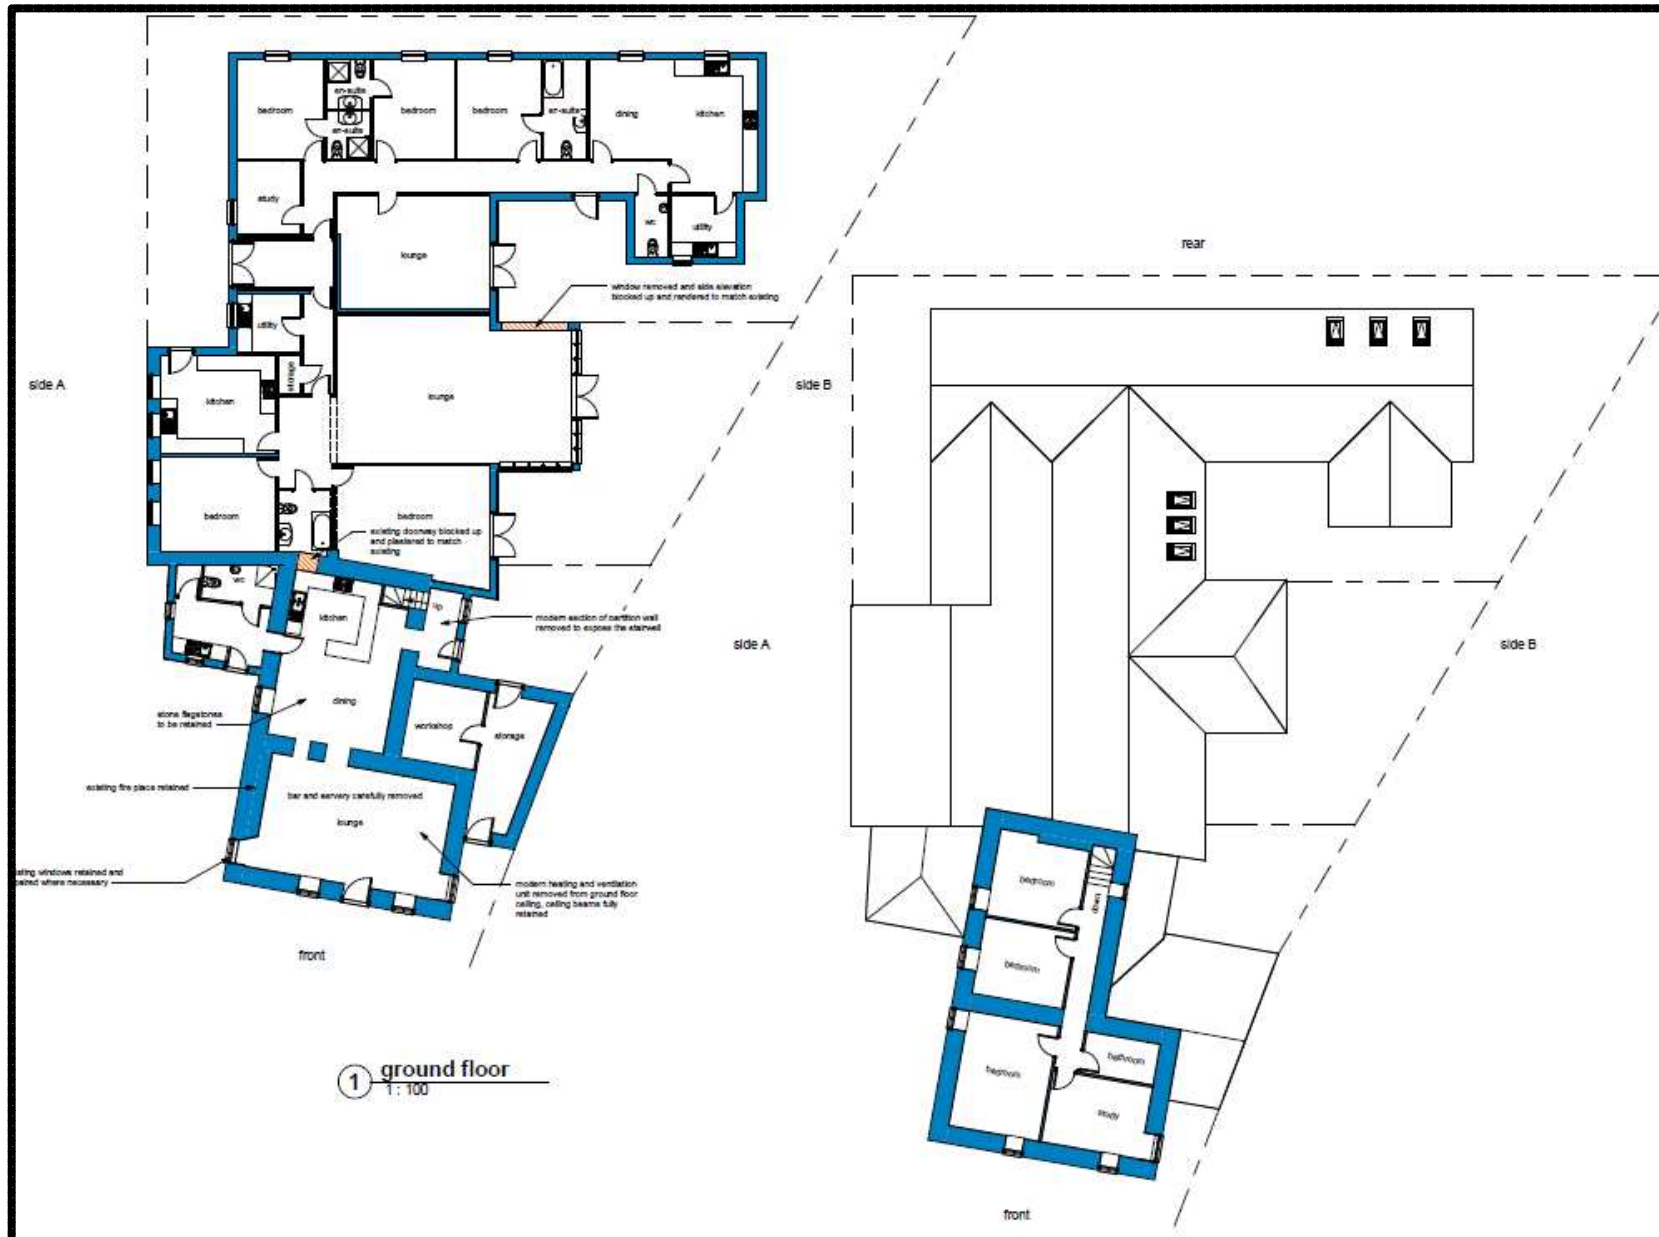 en-suite
bedroom
en-suite
bedroom
bedroom
en-suite
dining
kitchen
study
wc
utility
lounge
window removed and side elevation
blocked up and rendered to match existing
utility
storage
side A
kitchen
lounge
side B
bedroom
bedroom
existing doorway blocked up
and plastered to match
existing
wc
kitchen
up
modern section of partition wall
removed to expose the stairwell
stone flagstones
to be retained
dining
workshop
storage
existing fire place retained
bar and servery carefully removed
lounge
ating windows retained and
paired where necessary
modern heating and ventilation
unit removed from ground floor
ceiling, ceiling beams fully
retained
front
1
ground floor
1 : 100
rear
side A
side B
bedroom
down
bedroom
bedroom
bathroom
study
front